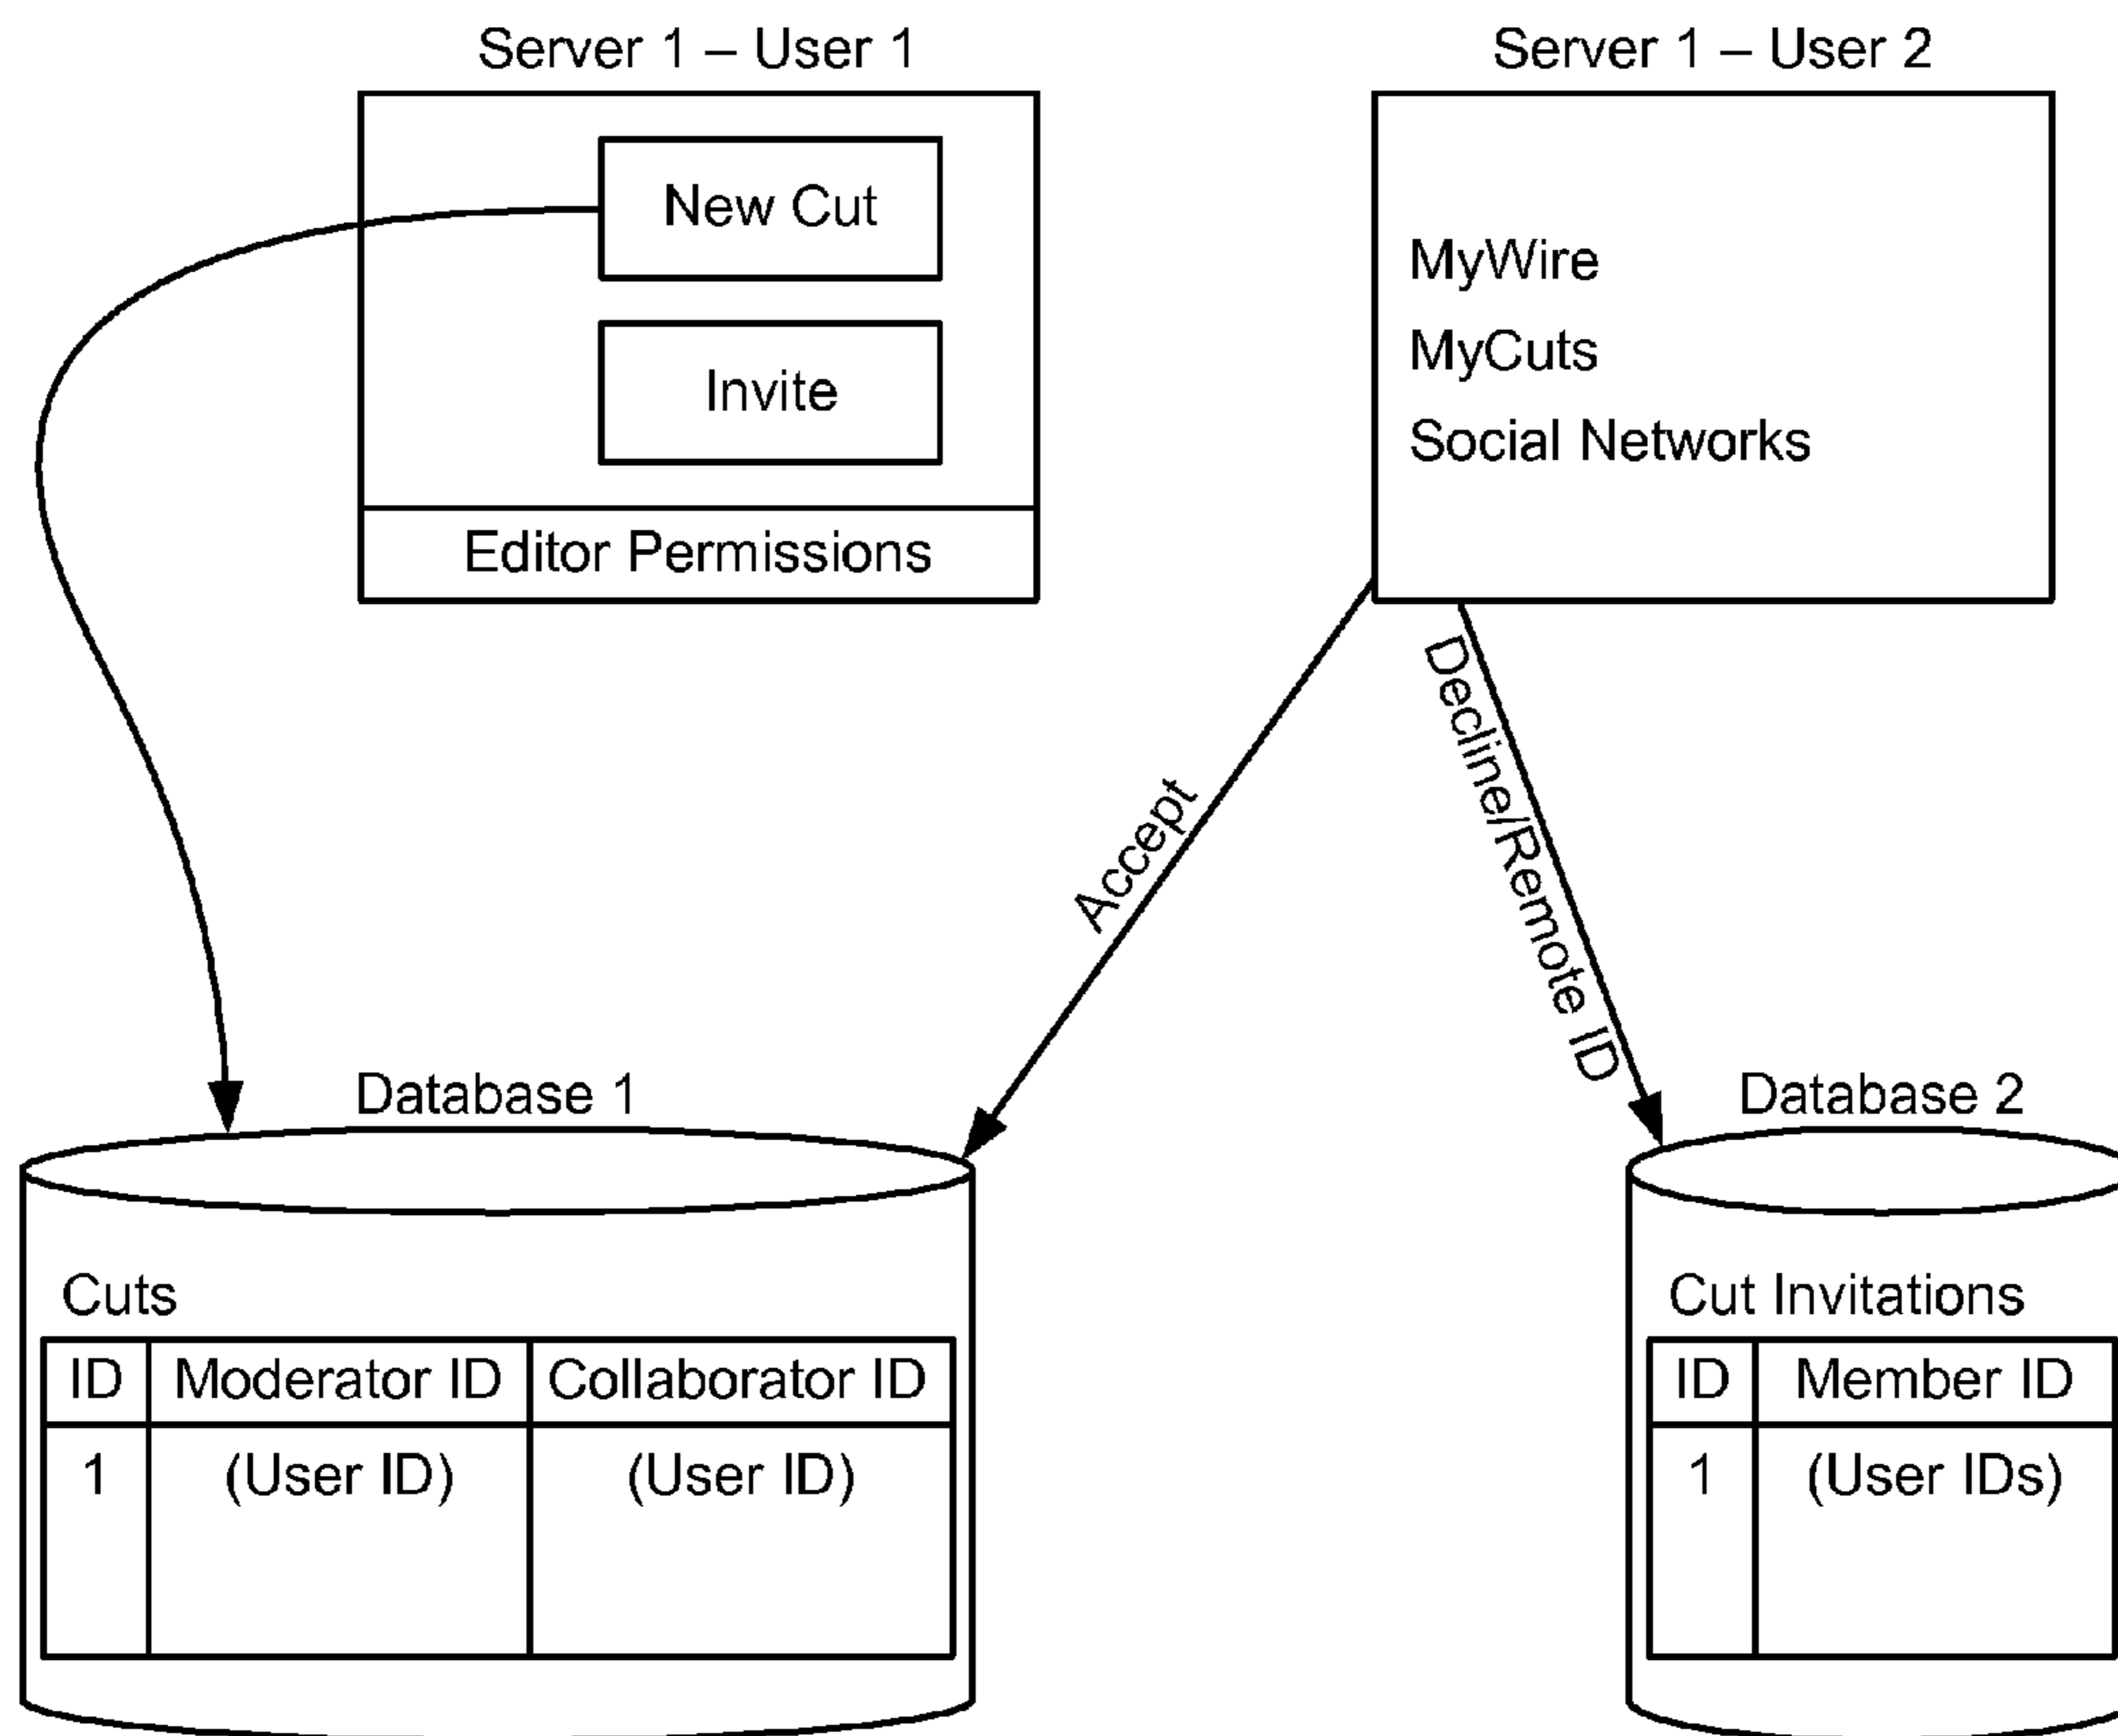 Server 1 – User 1
New Cut
Invite
Editor Permissions
Server 1 – User 2
MyWire
MyCuts
Social Networks
Accept
Decline/Remote ID
Database 1
Cuts
ID Moderator ID Collaborator ID
1 (User ID) (User ID)
Database 2
Cut Invitations
ID Member ID
1 (User IDs)